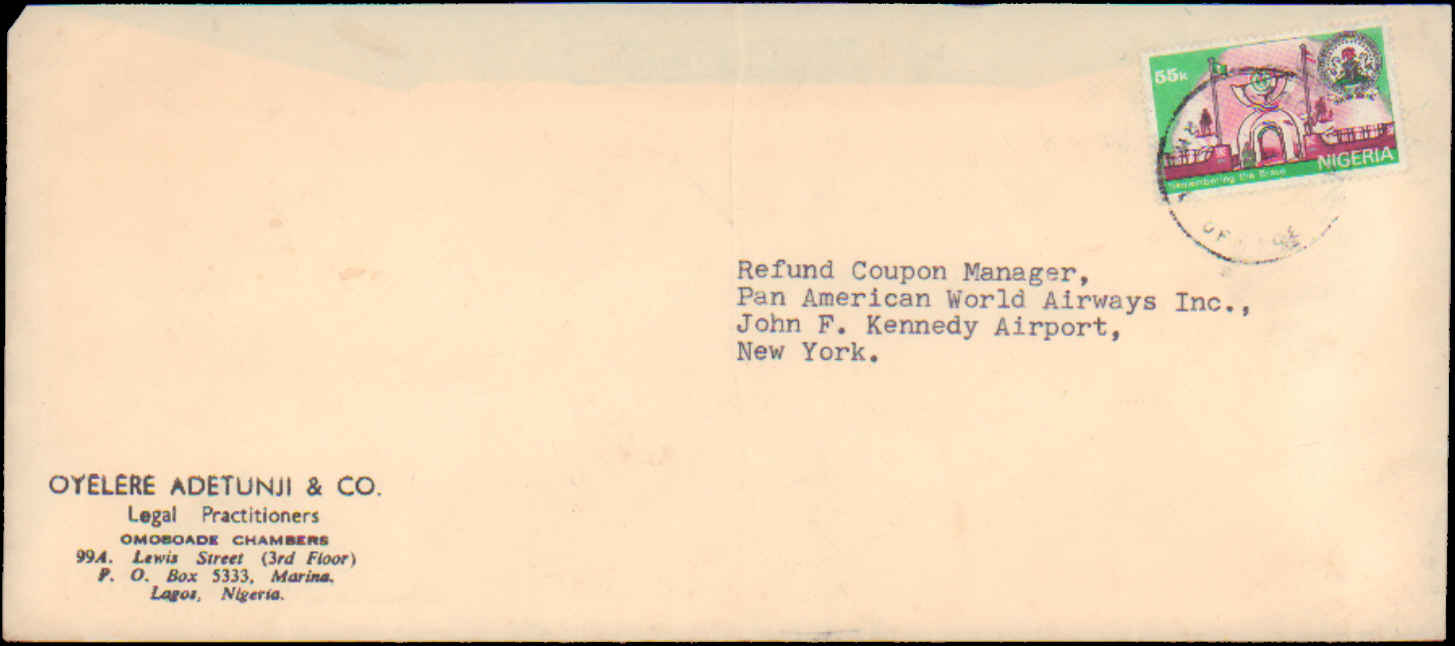 55k
NIGERIA
Remembering the Brave
Refund Coupon Manager,
Pan American World Airways Inc.,
John F. Kennedy Airport,
New York.
OYELERE ADETUNJI & CO.
Legal Practitioners
OMOBOADE CHAMBERS
99A. Lewis Street (3rd Floor)
P. O. Box 5333, Marina.
Lagos, Nigeria.